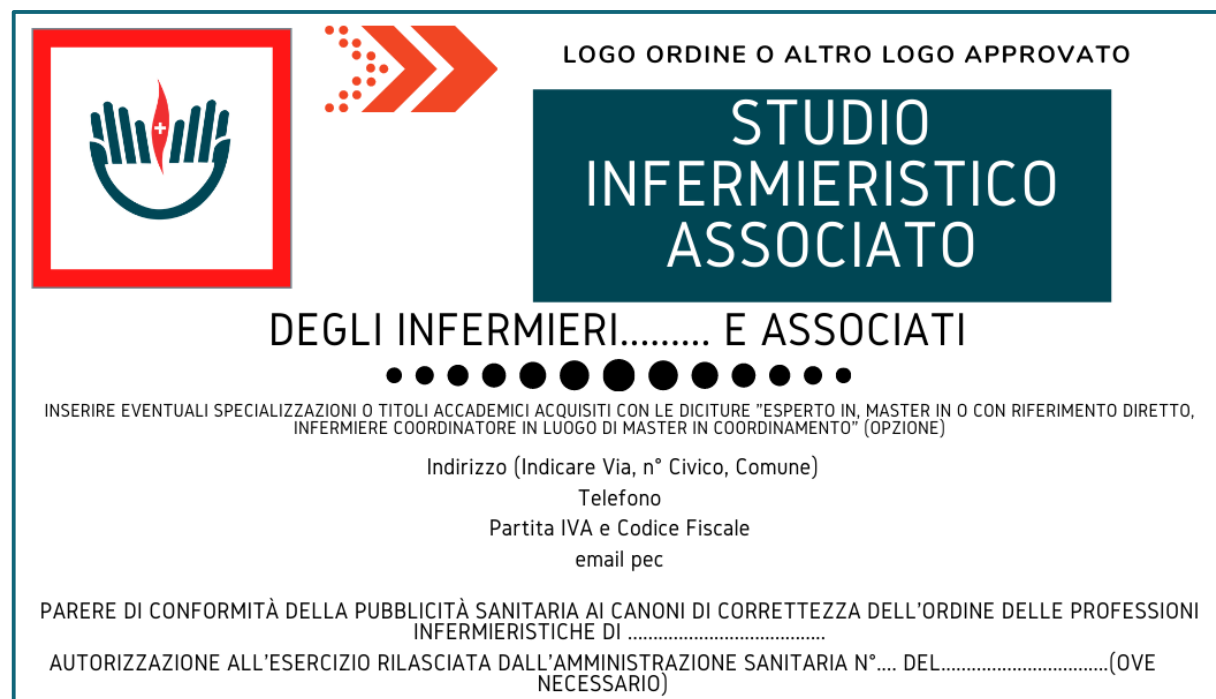 LOGO ORDINE O ALTRO LOGO APPROVATO
STUDIO
INFERMIERISTICO
ASSOCIATO
DEGLI INFERMIERI......... E ASSOCIATI
INSERIRE EVENTUALI SPECIALIZZAZIONI O TITOLI ACCADEMICI ACQUISITI CON LE DICITURE "ESPERTO IN, MASTER IN O CON RIFERIMENTO DIRETTO,
INFERMIERE COORDINATORE IN LUOGO DI MASTER IN COORDINAMENTO" (OPZIONE)
Indirizzo (Indicare Via, n° Civico, Comune)
Telefono
Partita IVA e Codice Fiscale
email pec
PARERE DI CONFORMITÀ DELLA PUBBLICITÀ SANITARIA AI CANONI DI CORRETTEZZA DELL'ORDINE DELLE PROFESSIONI
INFERMIERISTICHE DI .......................................
AUTORIZZAZIONE ALL'ESERCIZIO RILASCIATA DALL'AMMINISTRAZIONE SANITARIA N°.... DEL.................................(OVE
NECESSARIO)